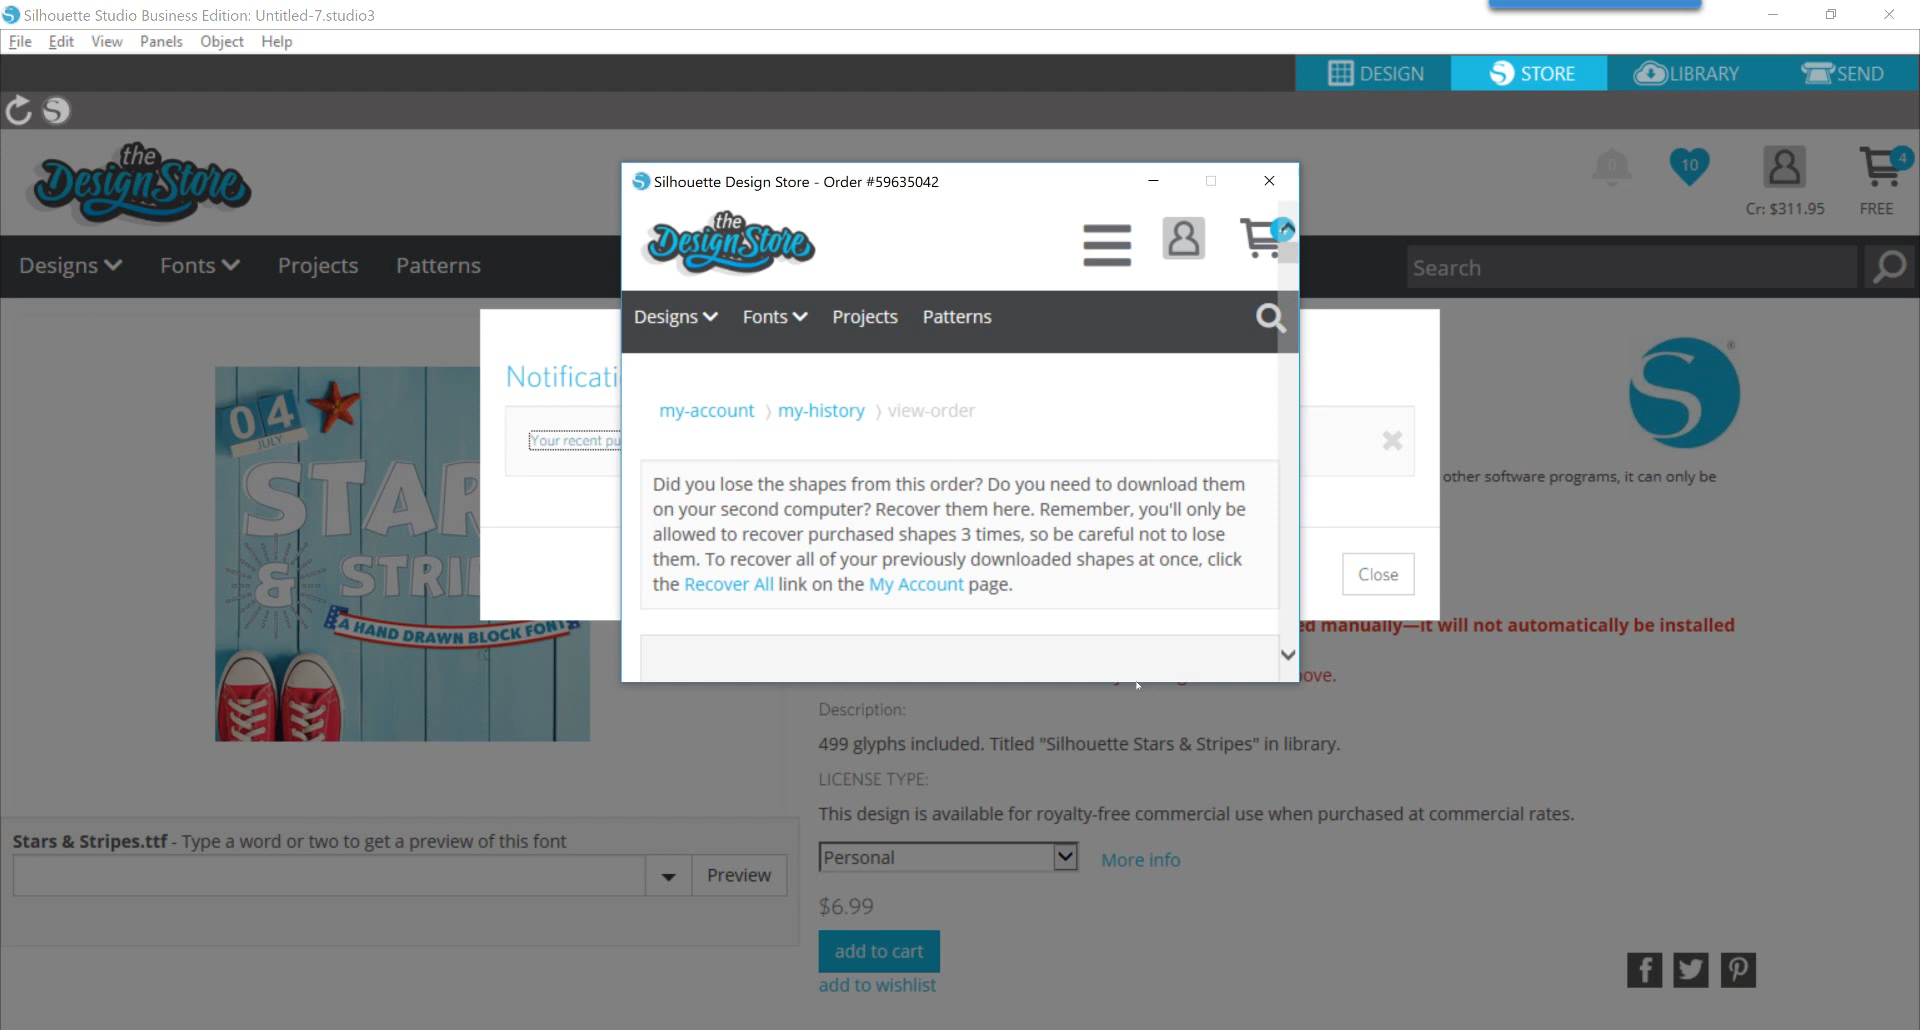 Silhouette Studio Business Edition: Untitled-7.studio3
File Edit View Panels Object Help
DESIGN STORE LIBRARY SEND
the
Design Store
0 10 4
Cr: $311.95 FREE
Designs Fonts Projects Patterns
Search
Silhouette Design Store - Order #59635042
the
Design Store
Designs Fonts Projects Patterns
my-account my-history view-order
Did you lose the shapes from this order? Do you need to download them
on your second computer? Recover them here. Remember, you'll only be
allowed to recover purchased shapes 3 times, so be careful not to lose
them. To recover all of your previously downloaded shapes at once, click
the Recover All link on the My Account page.
Notificati
Your recent pu
Close
04
JULY
STAR
&
STRI
A HAND DRAWN BLOCK FONT
®
other software programs, it can only be
ed manually—it will not automatically be installed
ove.
Description:
499 glyphs included. Titled "Silhouette Stars & Stripes" in library.
LICENSE TYPE:
This design is available for royalty-free commercial use when purchased at commercial rates.
Personal More info
$6.99
add to cart
add to wishlist
Stars & Stripes.ttf - Type a word or two to get a preview of this font
Preview